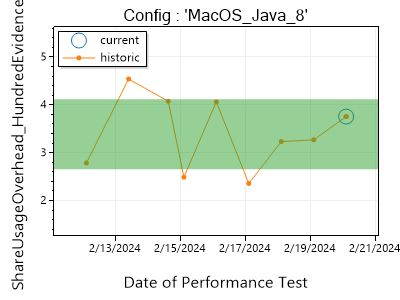 Config : 'MacOS_Java_8'
current
historic
ShareUsageOverhead_HundredEvidence
5
4
3
2
2/13/2024 2/15/2024 2/17/2024 2/19/2024 2/21/2024
Date of Performance Test